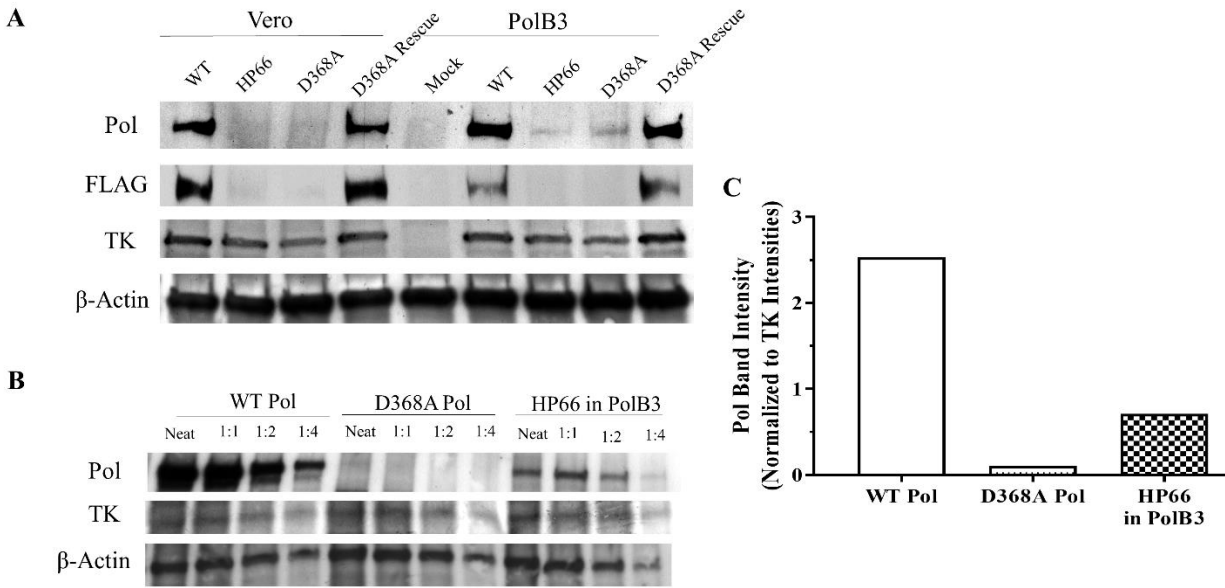 A
Vero
PolB3
WT
HP66
D368A
D368A Rescue
Mock
WT
HP66
D368A
D368A Rescue
Pol
FLAG
TK
β-Actin
B
WT Pol
D368A Pol
HP66 in PolB3
Neat 1:1 1:2 1:4 Neat 1:1 1:2 1:4 Neat 1:1 1:2 1:4
Pol
TK
β-Actin
C
Pol Band Intensity
(Normalized to TK Intensities)
3
2
1
0
WT Pol
D368A Pol
HP66
in PolB3